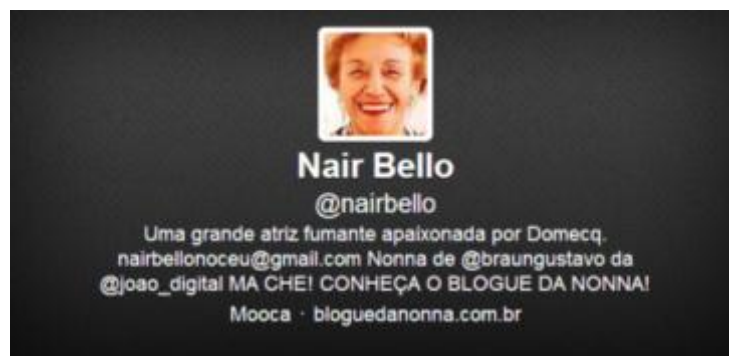 Nair Bello
@nairbello
Uma grande atriz fumante apaixonada por Domecq.
nairbellonoceu@gmail.com Nonna de @braungustavo da
@joao_digital MA CHE! CONHEÇA O BLOGUE DA NONNA!
Mooca · bloguedanonna.com.br